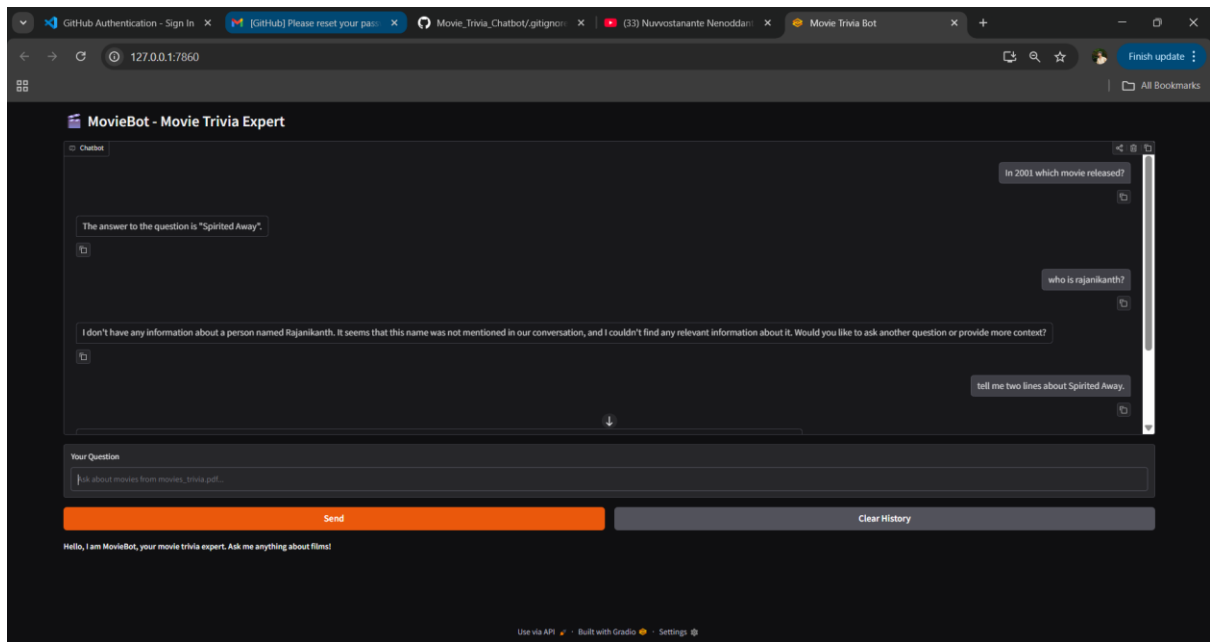 GitHub Authentication - Sign In
[GitHub] Please reset your pass
Movie_Trivia_Chatbot/.gitignore
(33) Nuvvostanante Nenoddant
Movie Trivia Bot
127.0.0.1:7860
Finish update
All Bookmarks
MovieBot - Movie Trivia Expert
Chatbot
In 2001 which movie released?
The answer to the question is "Spirited Away".
who is rajanikanth?
I don't have any information about a person named Rajanikanth. It seems that this name was not mentioned in our conversation, and I couldn't find any relevant information about it. Would you like to ask another question or provide more context?
tell me two lines about Spirited Away.
Your Question
Ask about movies from movies_trivia.pdf...
Send
Clear History
Hello, I am MovieBot, your movie trivia expert. Ask me anything about films!
Use via API · Built with Gradio · Settings